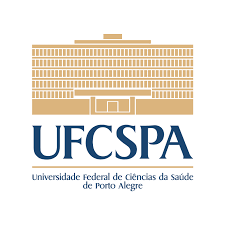 UFCSPA
Universidade Federal de Ciências da Saúde
de Porto Alegre